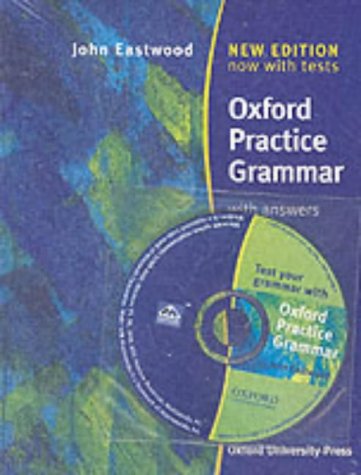 John Eastwood
NEW EDITION
now with tests
Oxford
Practice
Grammar
with answers
Test your
grammar with
Oxford
Practice
Grammar
OXFORD
Oxford University Press